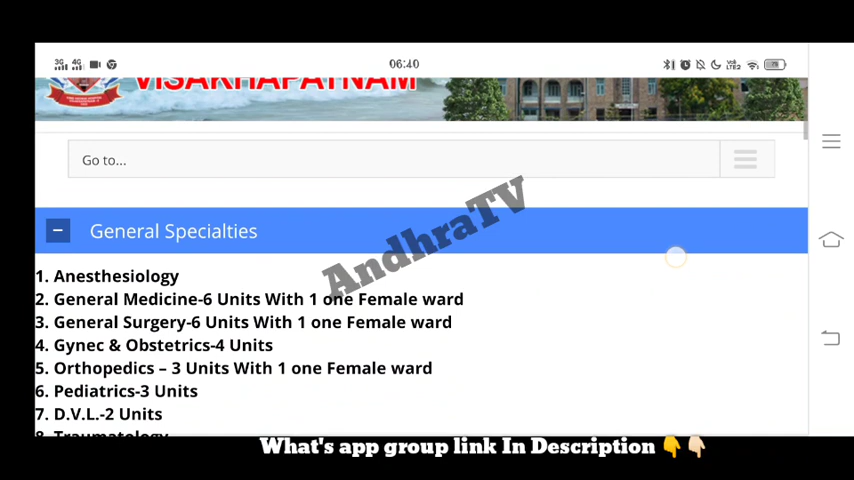 3G 4G 06:40
VISAKHAPATNAM
Go to...
General Specialties
AndhraTV
1. Anesthesiology
2. General Medicine-6 Units With 1 one Female ward
3. General Surgery-6 Units With 1 one Female ward
4. Gynec & Obstetrics-4 Units
5. Orthopedics – 3 Units With 1 one Female ward
6. Pediatrics-3 Units
7. D.V.L.-2 Units
8. Traumatology
What's app group link In Description 👇👇🏻